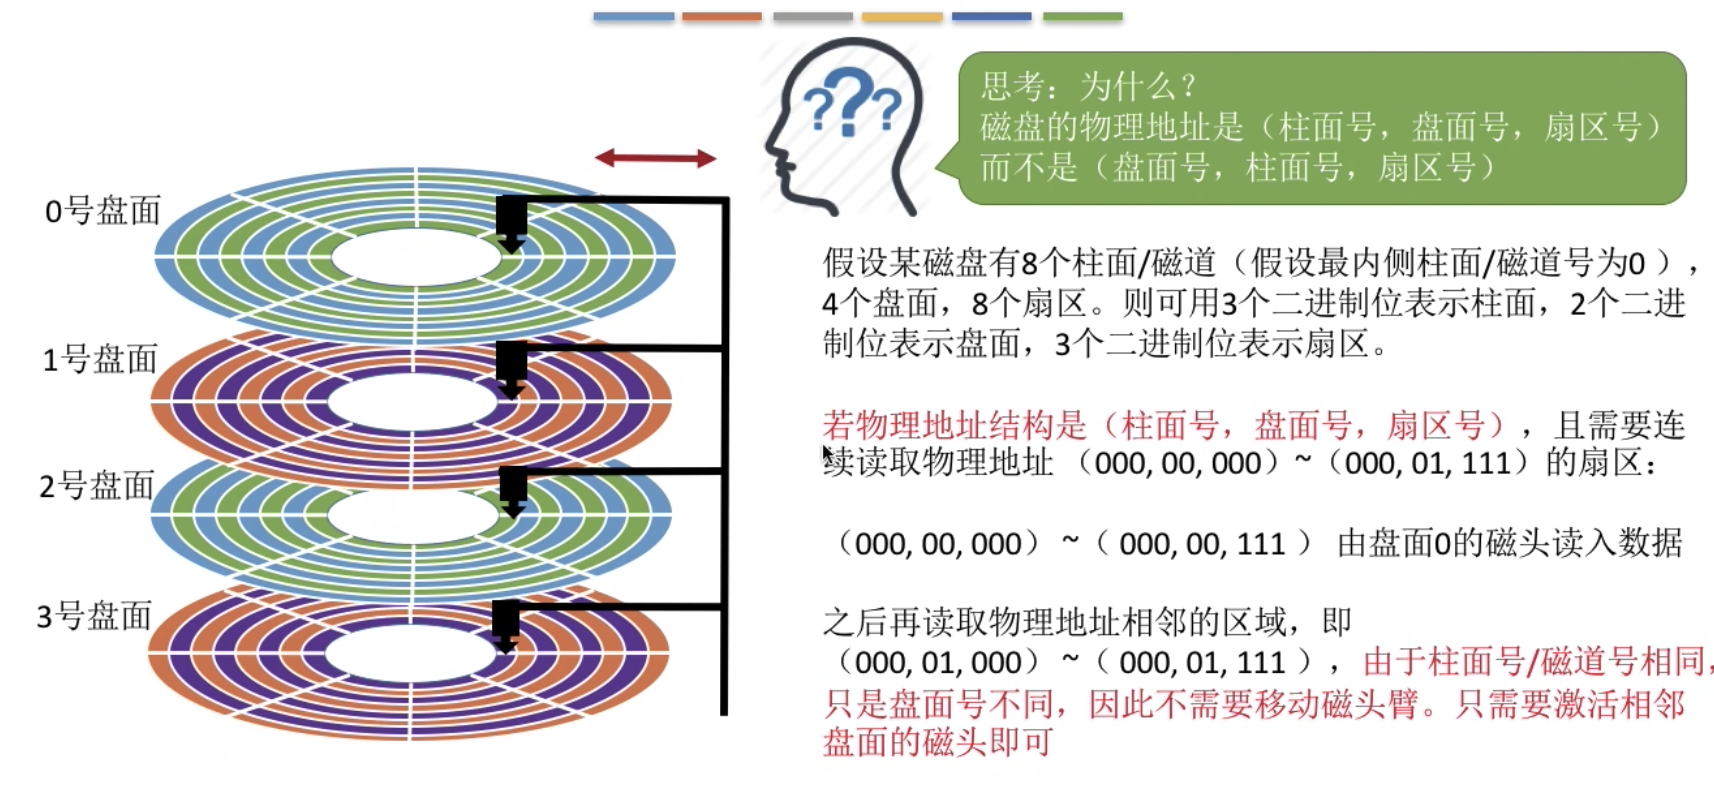 ? ? ?
思考：为什么？
磁盘的物理地址是（柱面号，盘面号，扇区号）
而不是（盘面号，柱面号，扇区号）
0号盘面
1号盘面
2号盘面
3号盘面
假设某磁盘有8个柱面/磁道（假设最内侧柱面/磁道号为0 ），
4个盘面，8个扇区。则可用3个二进制位表示柱面，2个二进
制位表示盘面，3个二进制位表示扇区。
若物理地址结构是（柱面号，盘面号，扇区号），且需要连
续读取物理地址 （000, 00, 000）~（000, 01, 111）的扇区：
（000, 00, 000） ~（ 000, 00, 111 ） 由盘面0的磁头读入数据
之后再读取物理地址相邻的区域，即
（000, 01, 000） ~（ 000, 01, 111 ），由于柱面号/磁道号相同，
只是盘面号不同，因此不需要移动磁头臂。只需要激活相邻
盘面的磁头即可